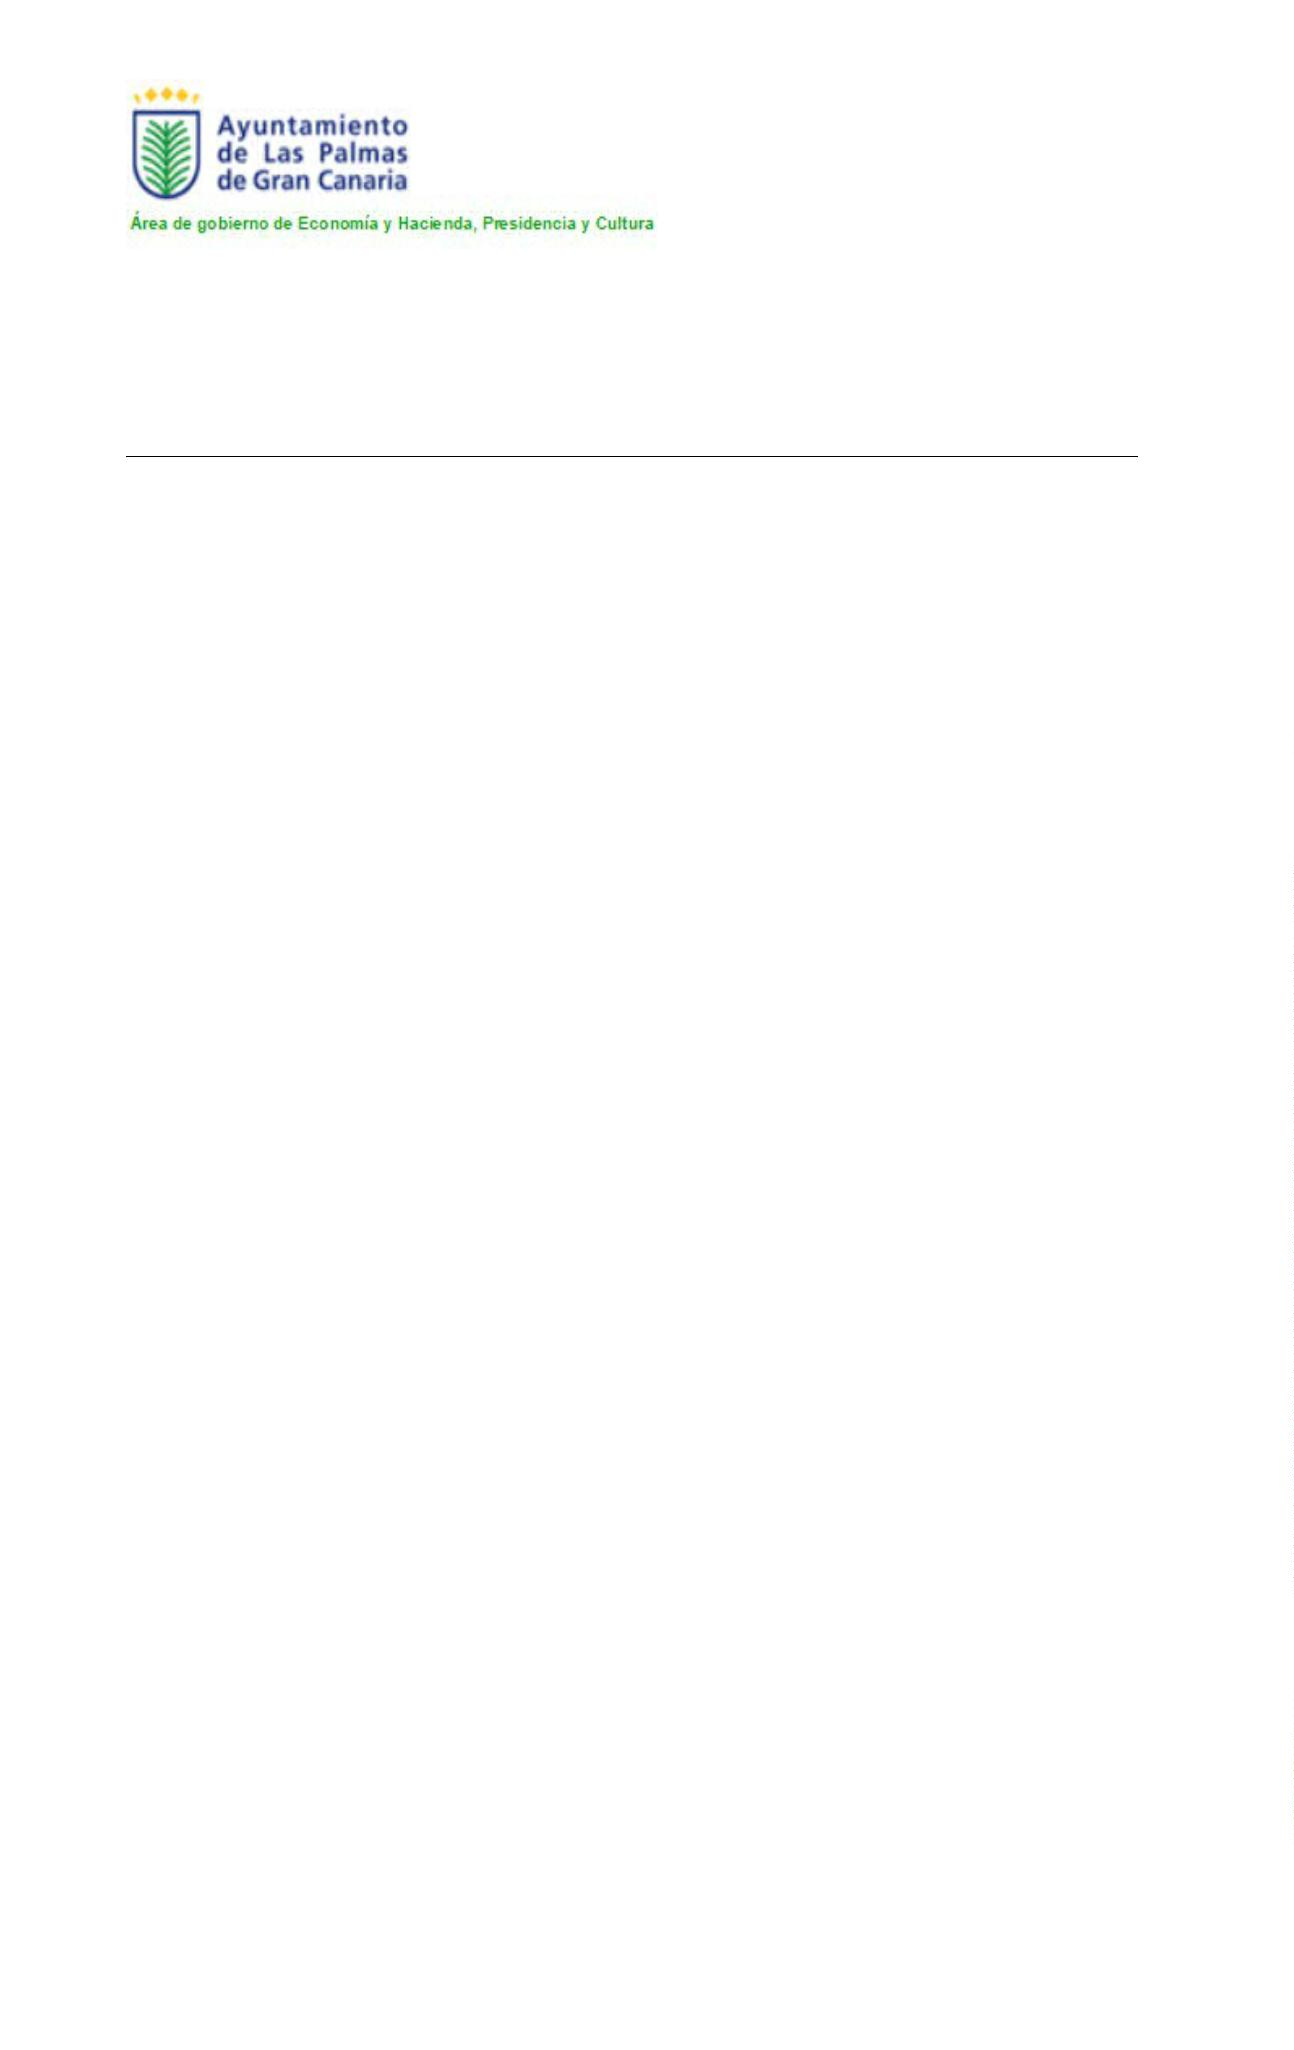 Ayuntamiento
de Las Palmas
de Gran Canaria
Área de gobierno de Economía y Hacienda, Presidencia y Cultura